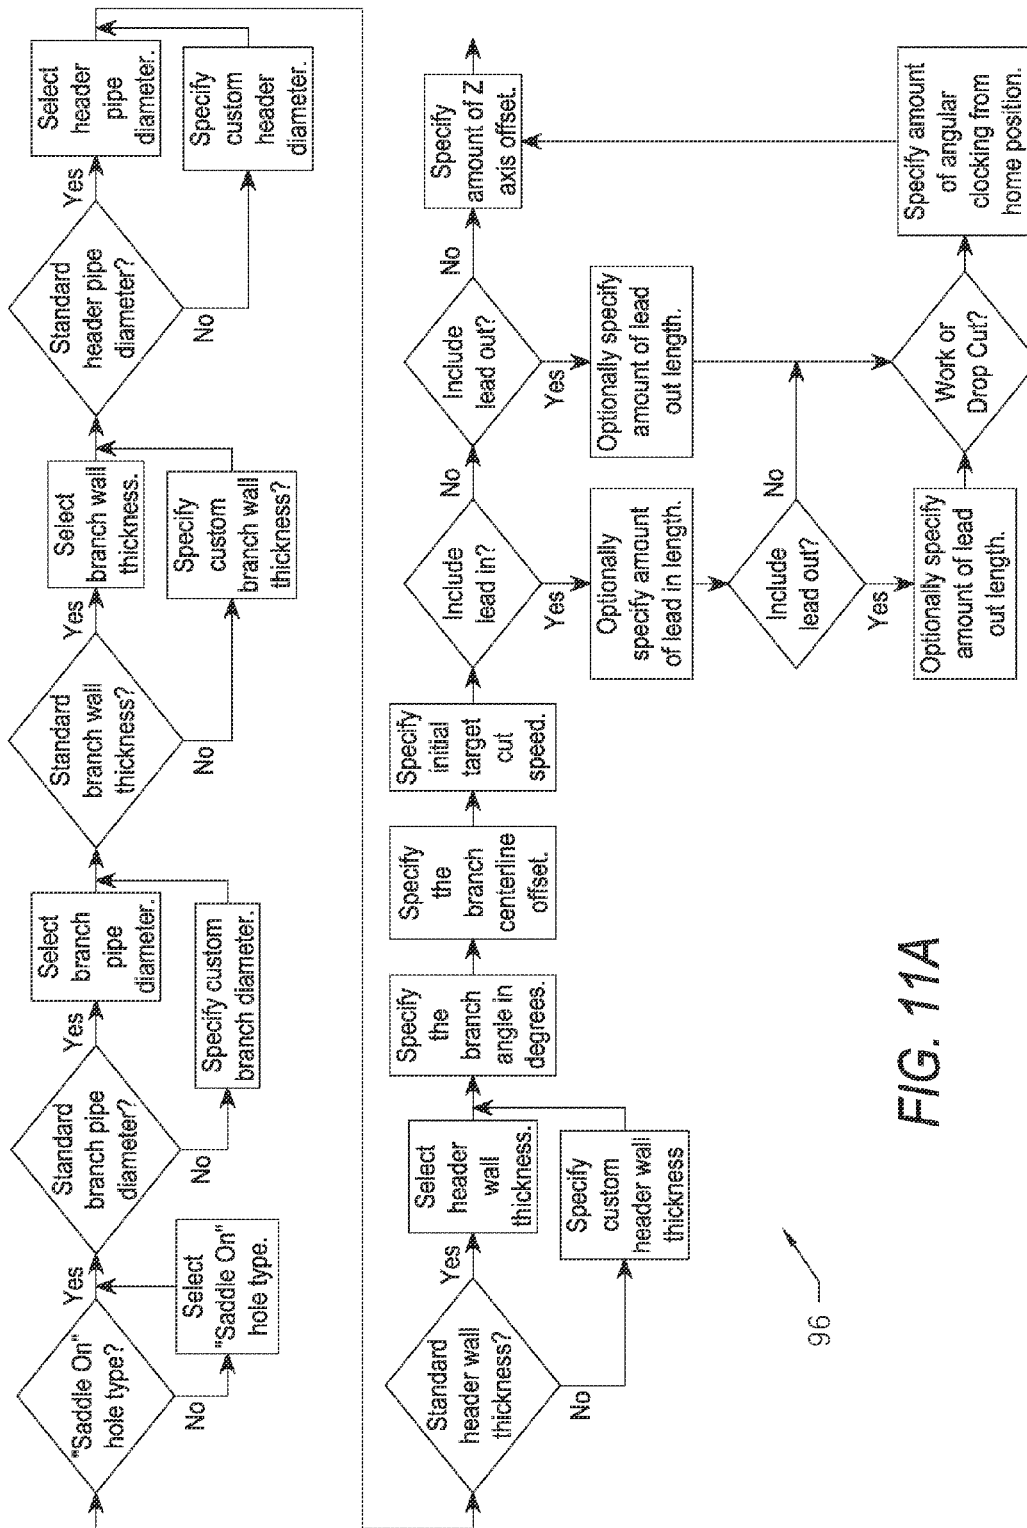 "Saddle On"
hole type?
Yes
No
Select
"Saddle On"
hole type.
Standard
branch pipe
diameter?
Yes
No
Select
branch
pipe
diameter.
Specify custom
branch diameter.
Standard
branch wall
thickness?
Yes
No
Select
branch wall
thickness.
Specify
custom
branch wall
thickness?
Standard
header pipe
diameter?
Yes
No
Select
header
pipe
diameter.
Specify
custom
header
diameter.
Standard
header wall
thickness?
Yes
No
Select
header
wall
thickness.
Specify
custom
header wall
thickness
Specify
the
branch
angle in
degrees.
Specify
the
branch
centerline
offset.
Specify
initial
target
cut
speed.
Include
lead in?
No
Yes
Include
lead out?
No
Yes
Specify
amount of Z
axis offset.
Optionally
specify amount
of lead in length.
Optionally specify
amount of lead
out length.
Include
lead out?
No
Yes
Optionally specify
amount of lead
out length.
Work or
Drop Cut?
Specify amount
of angular
clocking from
home position.
96
FIG. 11A